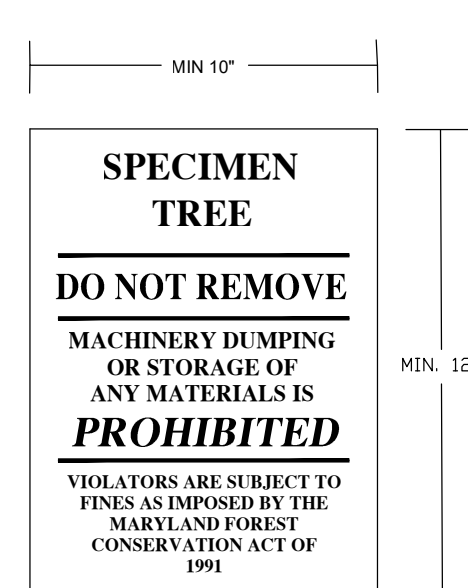 MIN 10"
SPECIMEN
TREE
DO NOT REMOVE
MACHINERY DUMPING
OR STORAGE OF
ANY MATERIALS IS
PROHIBITED
MIN. 12
VIOLATORS ARE SUBJECT TO
FINES AS IMPOSED BY THE
MARYLAND FOREST
CONSERVATION ACT OF
1991